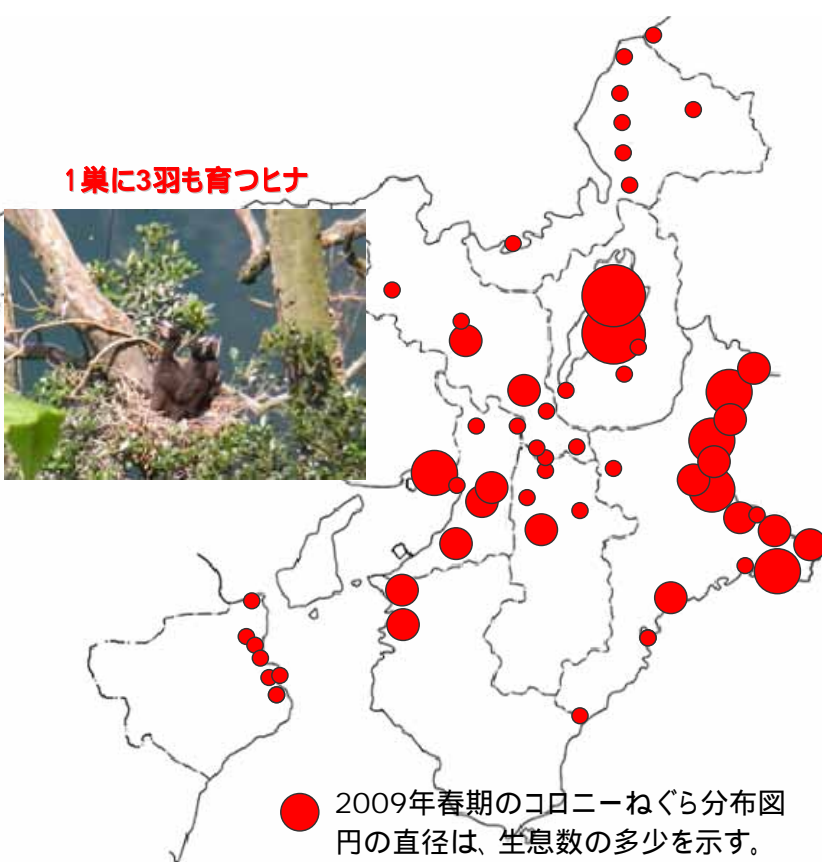 1巣に3羽も育つヒナ
2009年春期のコロニーねぐら分布図
円の直径は、生息数の多少を示す。